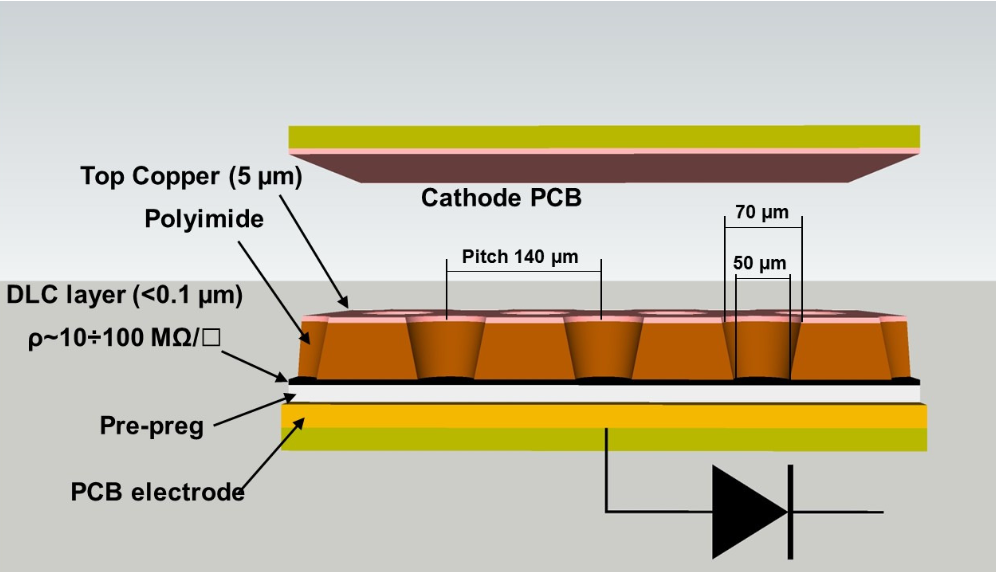 Top Copper (5 μm)
Cathode PCB
Polyimide
70 μm
Pitch 140 μm
50 μm
DLC layer (<0.1 μm)
ρ~10÷100 MΩ/□
Pre-preg
PCB electrode